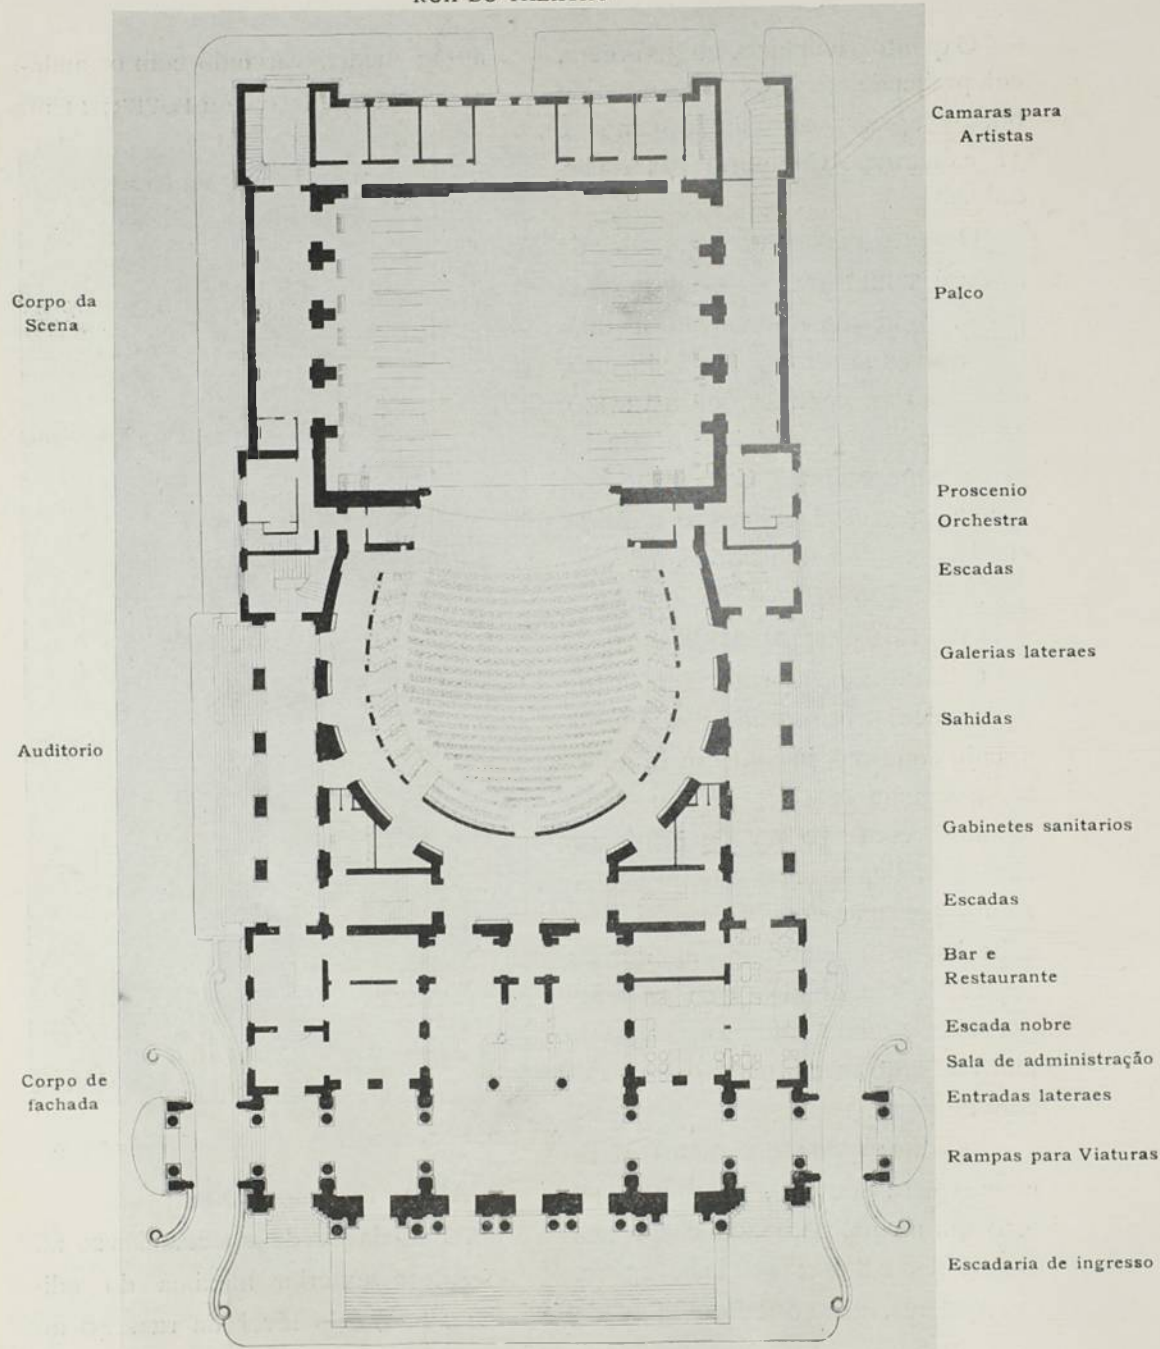 Camaras para
Artistas
Corpo da
Scena
Palco
Proscenio
Orchestra
Escadas
Galerias lateraes
Sahidas
Auditorio
Gabinetes sanitarios
Escadas
Bar e
Restaurante
Escada nobre
Sala de administração
Corpo de
fachada
Entradas lateraes
Rampas para Viaturas
Escadaria de ingresso